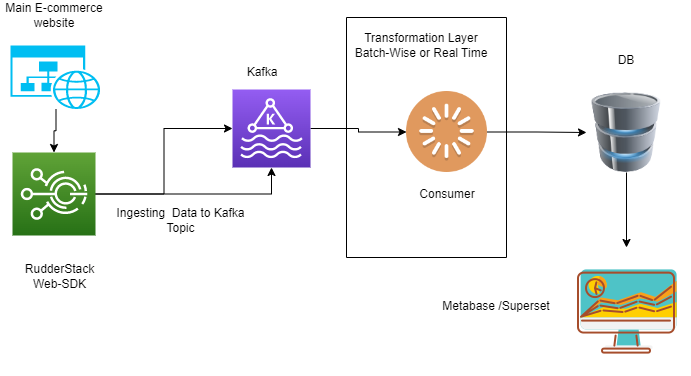 Main E-commerce
website
Transformation Layer
Batch-Wise or Real Time
Kafka
DB
K
Consumer
Ingesting Data to Kafka
Topic
RudderStack
Web-SDK
Metabase /Superset